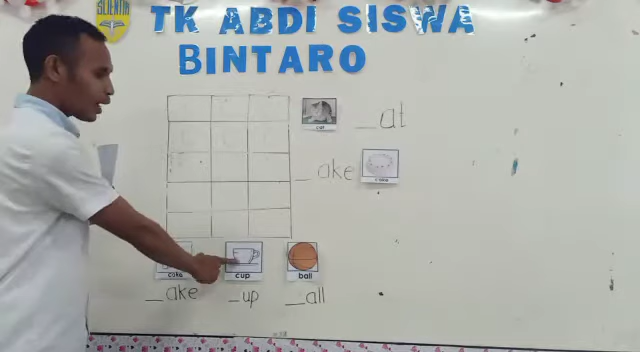 TK ABDI SISWA
BINTARO
cat
_at
_ake
cake
cake
cup
ball
_ake
_up
_all